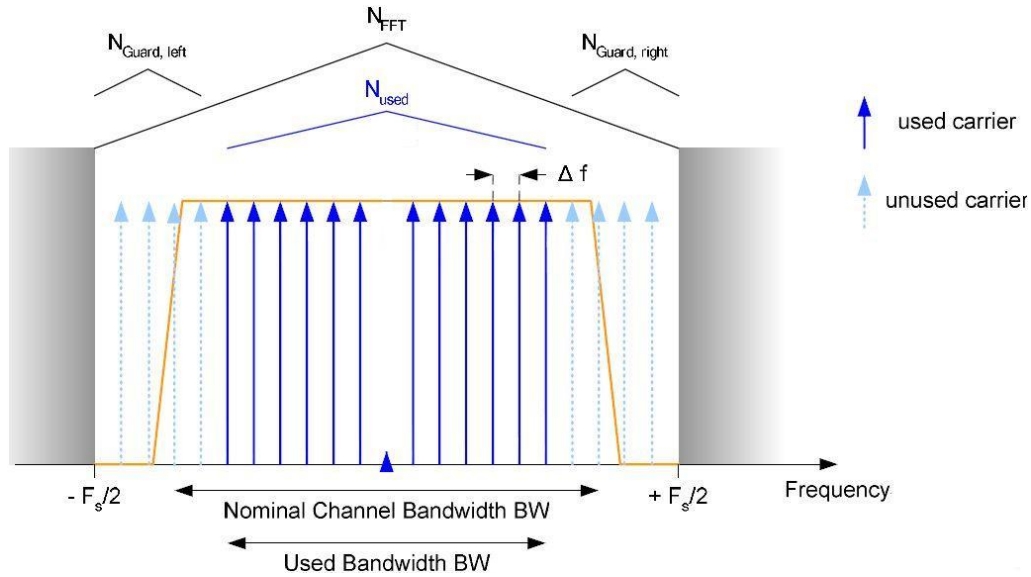 N_FFT
N_Guard, left
N_Guard, right
N_used
used carrier
Δ f
unused carrier
- F_s/2
+ F_s/2
Frequency
Nominal Channel Bandwidth BW
Used Bandwidth BW